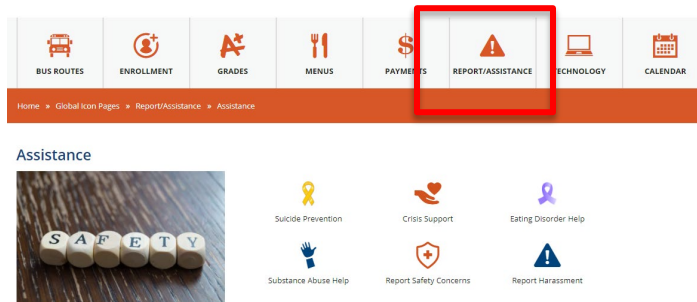 BUS ROUTES ENROLLMENT GRADES MENUS PAYMENTS REPORT/ASSISTANCE TECHNOLOGY CALENDAR
Home » Global Icon Pages » Report/Assistance » Assistance
Assistance
Suicide Prevention Crisis Support Eating Disorder Help
SAFETY
Substance Abuse Help Report Safety Concerns Report Harassment